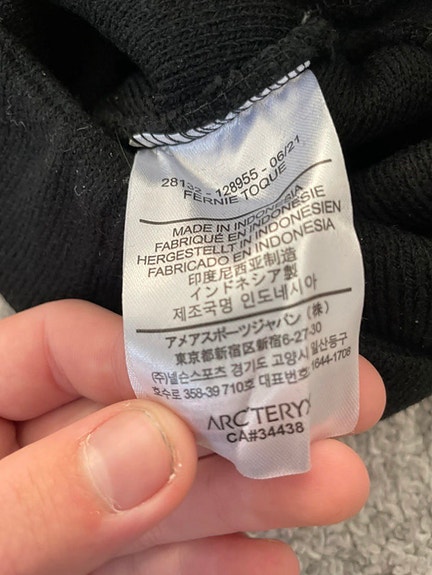 28132 - 128955 - 06/21
FERNIE TOQUE
MADE IN INDONESIA
FABRIQUÉ EN INDONÉSIE
HERGESTELLT IN INDONESIEN
FABRICADO EN INDONESIA
印度尼西亚制造
インドネシア製
제조국명 인도네시아
アメアスポーツジャパン (株)
東京都新宿区新宿6-27-30
(주)넬슨스포츠 경기도 고양시 일산동구
호수로 358-39 710호 대표번호:1644-1708
ARC'TERYX
CA#34438